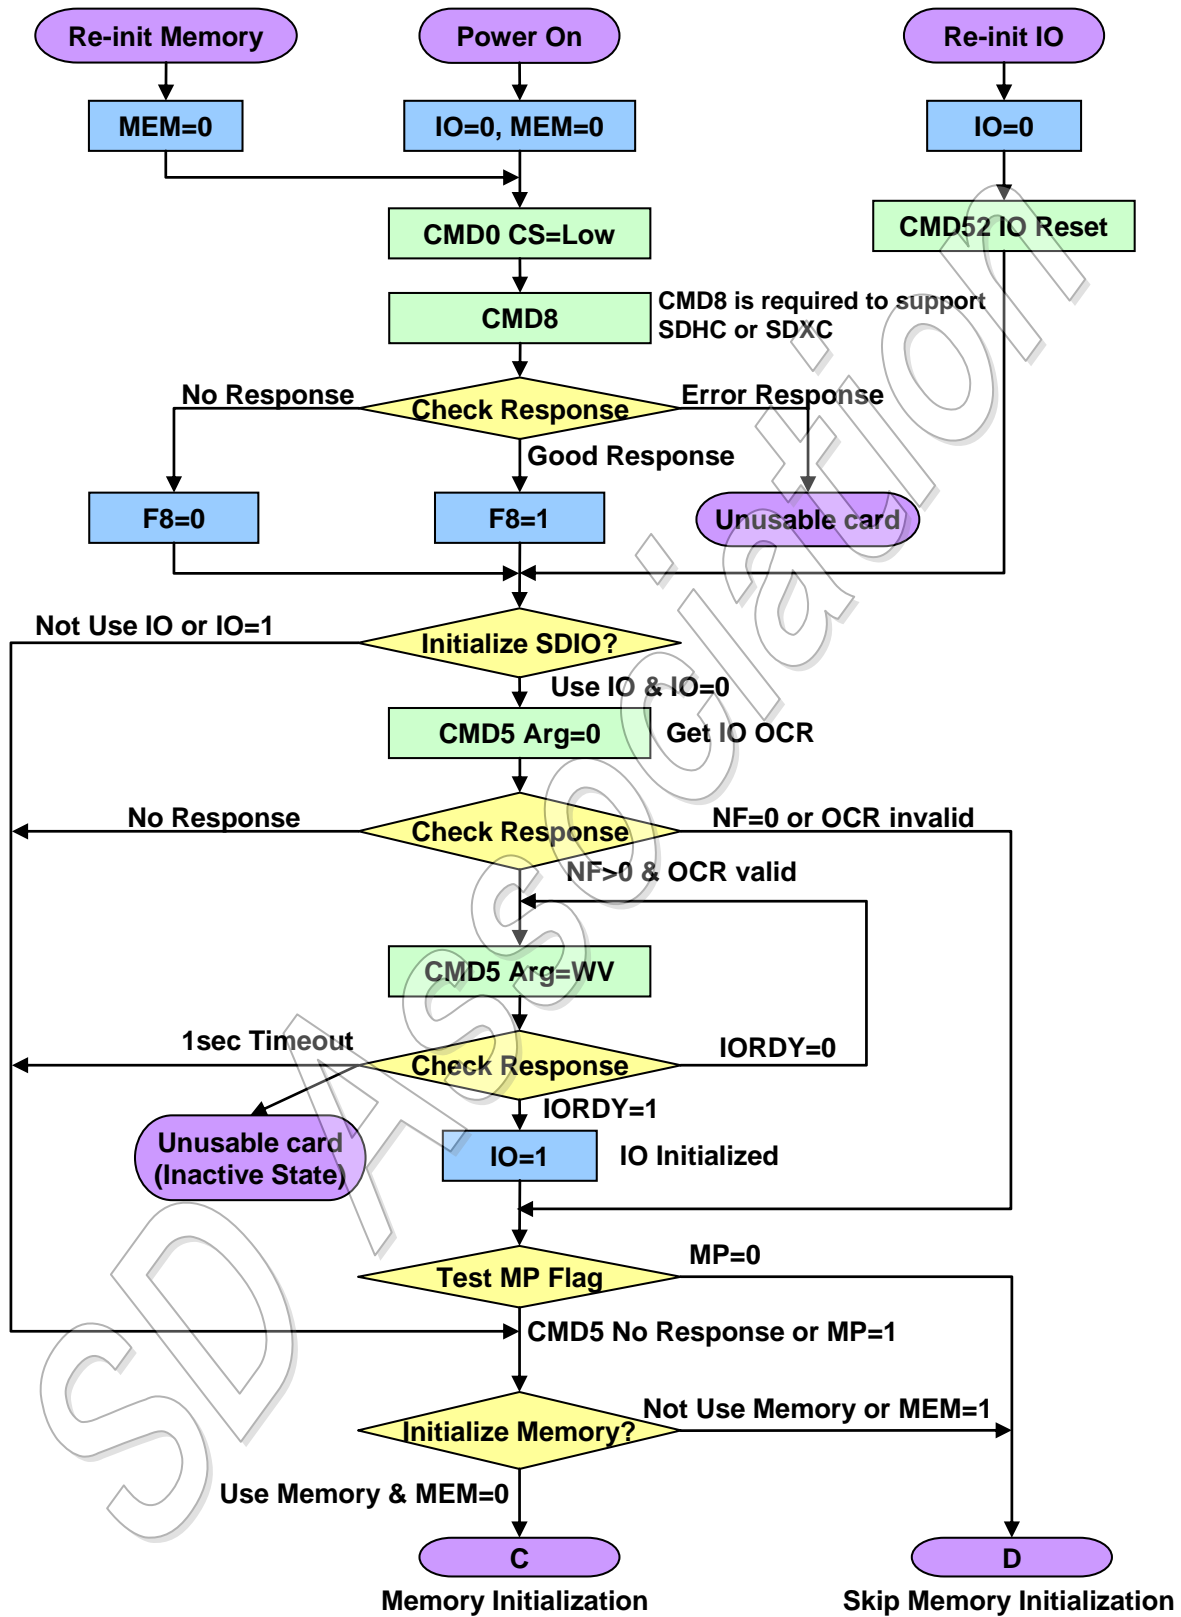 Re-init Memory
Power On
Re-init IO
MEM=0
IO=0, MEM=0
IO=0
CMD0 CS=Low
CMD52 IO Reset
CMD8
CMD8 is required to support
SDHC or SDXC
No Response
Check Response
Error Response
Good Response
F8=0
F8=1
Unusable card
Not Use IO or IO=1
Initialize SDIO?
Use IO & IO=0
CMD5 Arg=0
Get IO OCR
No Response
Check Response
NF=0 or OCR invalid
NF>0 & OCR valid
CMD5 Arg=WV
1sec Timeout
Check Response
IORDY=0
IORDY=1
Unusable card
(Inactive State)
IO=1
IO Initialized
MP=0
Test MP Flag
CMD5 No Response or MP=1
Not Use Memory or MEM=1
Initialize Memory?
Use Memory & MEM=0
C
D
Memory Initialization
Skip Memory Initialization
SD Association